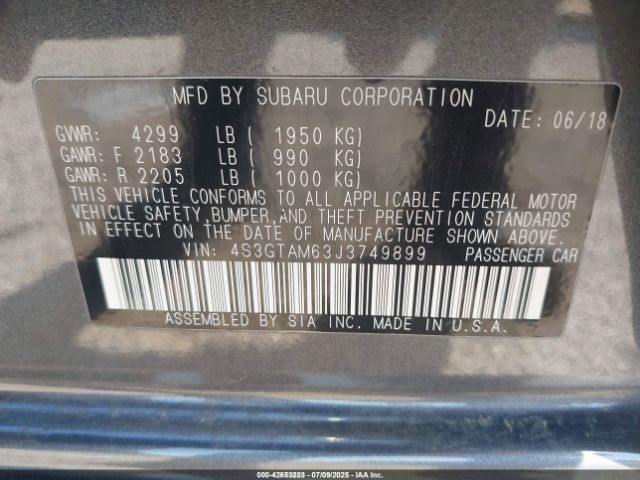 MFD BY SUBARU CORPORATION
DATE: 06/18
GVWR: 4299 LB ( 1950 KG)
GAWR: F 2183 LB ( 990 KG)
GAWR: R 2205 LB ( 1000 KG)
THIS VEHICLE CONFORMS TO ALL APPLICABLE FEDERAL MOTOR
VEHICLE SAFETY, BUMPER, AND THEFT PREVENTION STANDARDS
IN EFFECT ON THE DATE OF MANUFACTURE SHOWN ABOVE.
VIN: 4S3GTAM63J3749899 PASSENGER CAR
ASSEMBLED BY SIA INC. MADE IN U.S.A.
000-42653223 - 07/09/2025 - IAA Inc.